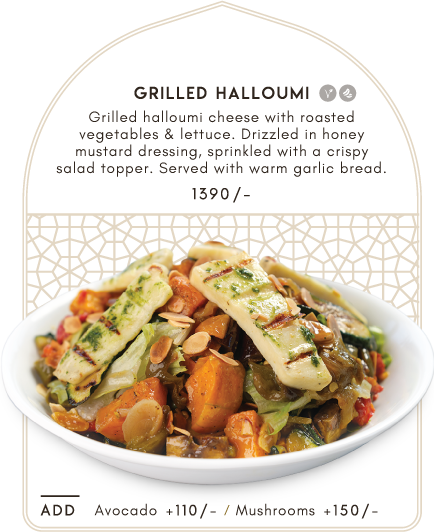 GRILLED HALLOUMI
Grilled halloumi cheese with roasted
vegetables & lettuce. Drizzled in honey
mustard dressing, sprinkled with a crispy
salad topper. Served with warm garlic bread.
1390/-
ADD Avocado +110/- / Mushrooms +150/-